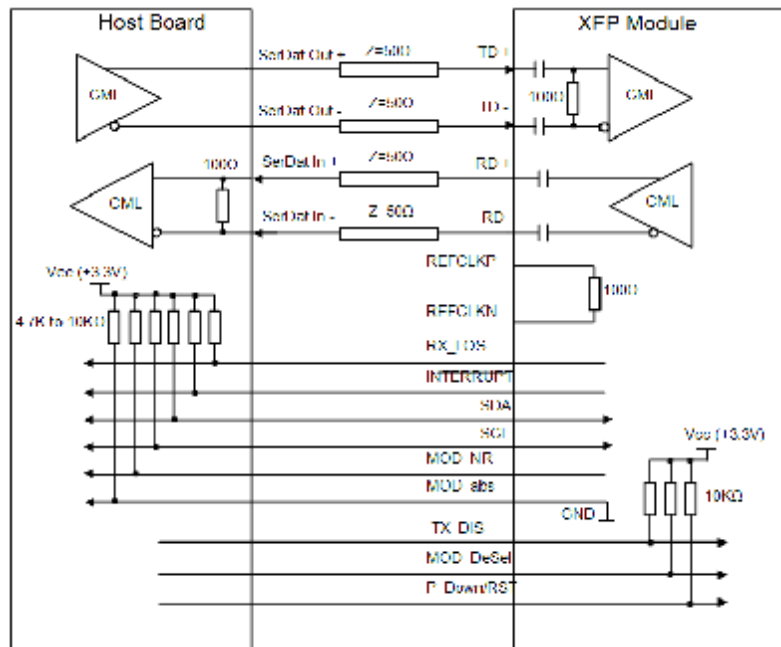 Host Board
XFP Module
SerDat Out +
Z=50Ω
TD +
CML
100Ω
CML
SerDat Out -
Z=50Ω
TD -
100Ω
SerDat In +
Z=50Ω
RD +
CML
SerDat In -
Z 50Ω
RD
CML
Vcc (+3.3V)
REFCLKP
100Ω
4.7K to 10KΩ
REFCLKN
RX_LOS
INTERRUPT
SDA
SCL
Vcc (+3.3V)
MOD_NR
MOD_abs
10KΩ
GND
TX_DIS
MOD_DeSel
P_Down/RST